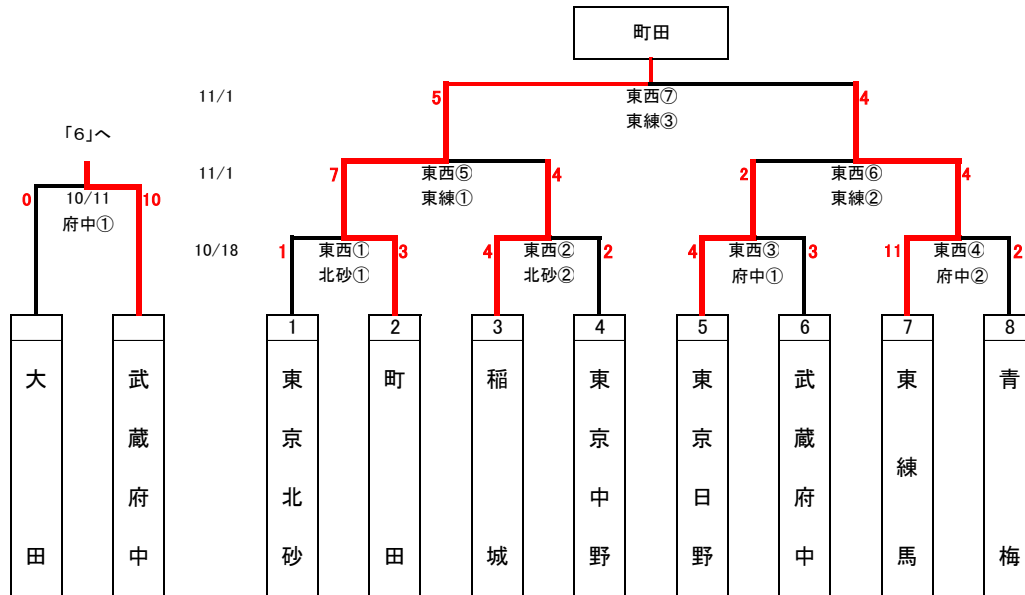 町田
11/1
5
東西⑦
4
東練③
「6」へ
11/1
7
東西⑤
4
2
東西⑥
4
東練①
東練②
0
10/11
10
府中①
10/18
1
東西①
3
4
東西②
2
4
東西③
3
11
東西④
2
北砂①
北砂②
府中①
府中②
1
2
3
4
5
6
7
8
大田
武蔵府中
東京北砂
町田
稲城
東京中野
東京日野
武蔵府中
東練馬
青梅